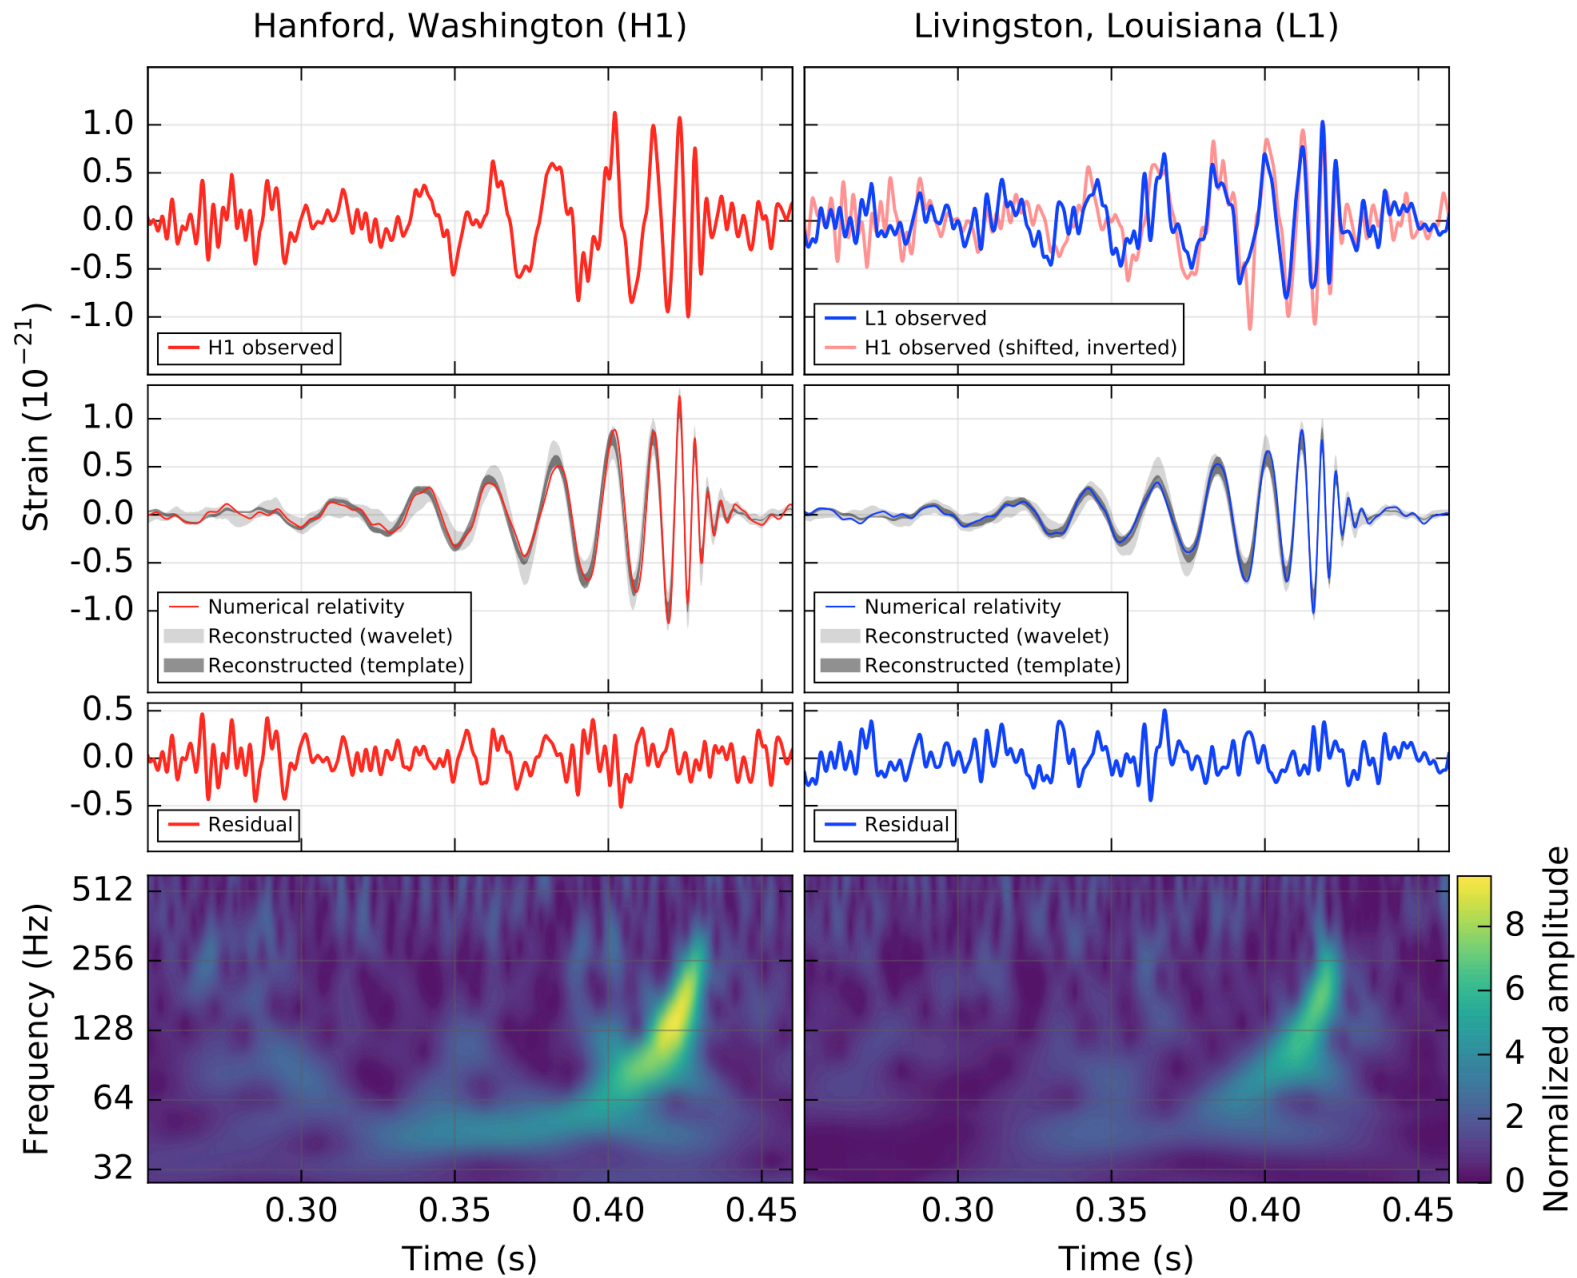 Hanford, Washington (H1)
Livingston, Louisiana (L1)
1.0
0.5
0.0
-0.5
-1.0
H1 observed
L1 observed
H1 observed (shifted, inverted)
Strain (10⁻²¹)
1.0
0.5
0.0
-0.5
-1.0
Numerical relativity
Reconstructed (wavelet)
Reconstructed (template)
Numerical relativity
Reconstructed (wavelet)
Reconstructed (template)
0.5
0.0
-0.5
Residual
Residual
Frequency (Hz)
512
256
128
64
32
Normalized amplitude
8
6
4
2
0
0.30 0.35 0.40 0.45
0.30 0.35 0.40 0.45
Time (s)
Time (s)